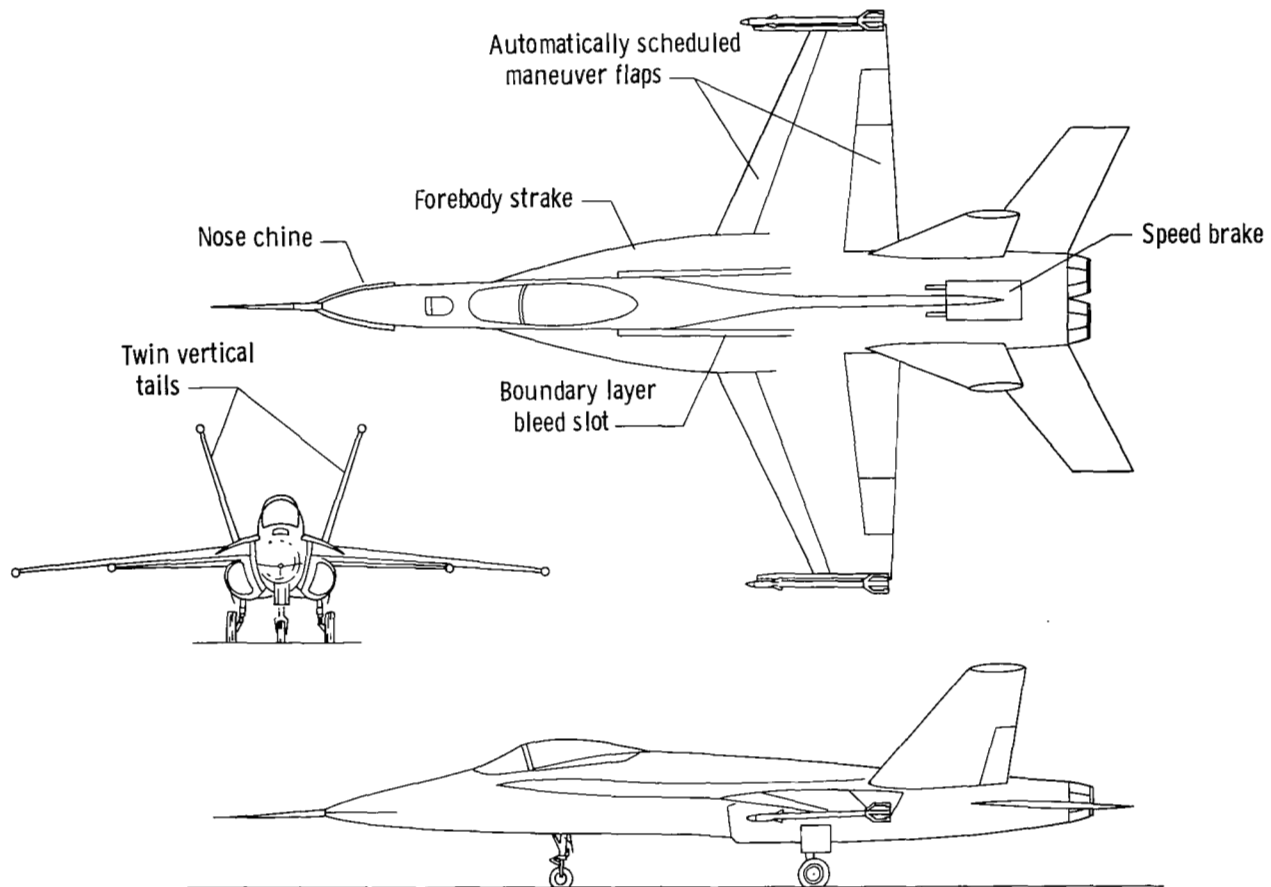 Automatically scheduled
maneuver flaps
Forebody strake
Nose chine
Speed brake
Twin vertical
tails
Boundary layer
bleed slot